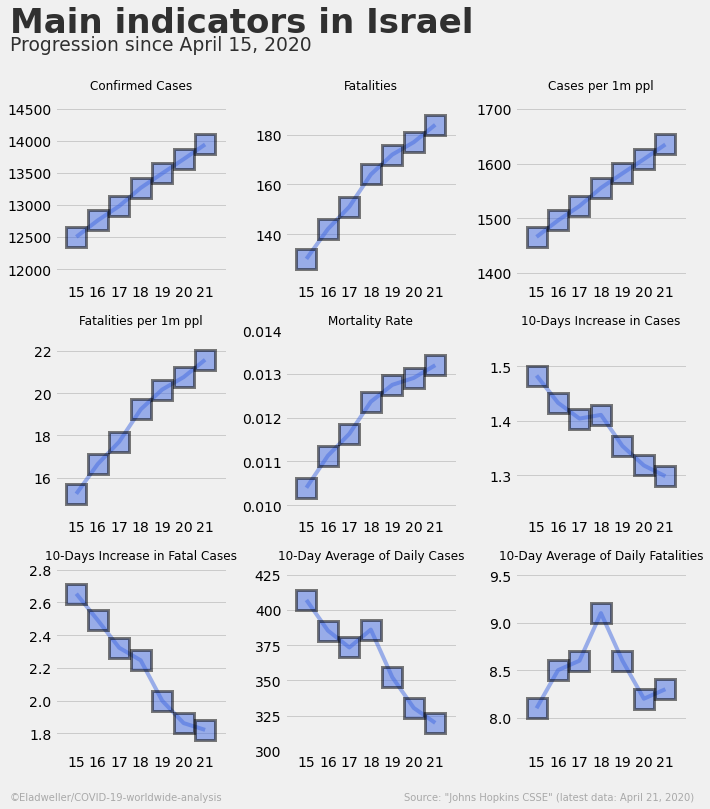 Main indicators in Israel
Progression since April 15, 2020
Confirmed Cases
14500
14000
13500
13000
12500
12000
15 16 17 18 19 20 21
Fatalities
180
160
140
15 16 17 18 19 20 21
Cases per 1m ppl
1700
1600
1500
1400
15 16 17 18 19 20 21
Fatalities per 1m ppl
22
20
18
16
15 16 17 18 19 20 21
Mortality Rate
0.014
0.013
0.012
0.011
0.010
15 16 17 18 19 20 21
10-Days Increase in Cases
1.5
1.4
1.3
15 16 17 18 19 20 21
10-Days Increase in Fatal Cases
2.8
2.6
2.4
2.2
2.0
1.8
15 16 17 18 19 20 21
10-Day Average of Daily Cases
425
400
375
350
325
300
15 16 17 18 19 20 21
10-Day Average of Daily Fatalities
9.5
9.0
8.5
8.0
15 16 17 18 19 20 21
©Eladweller/COVID-19-worldwide-analysis
Source: "Johns Hopkins CSSE" (latest data: April 21, 2020)